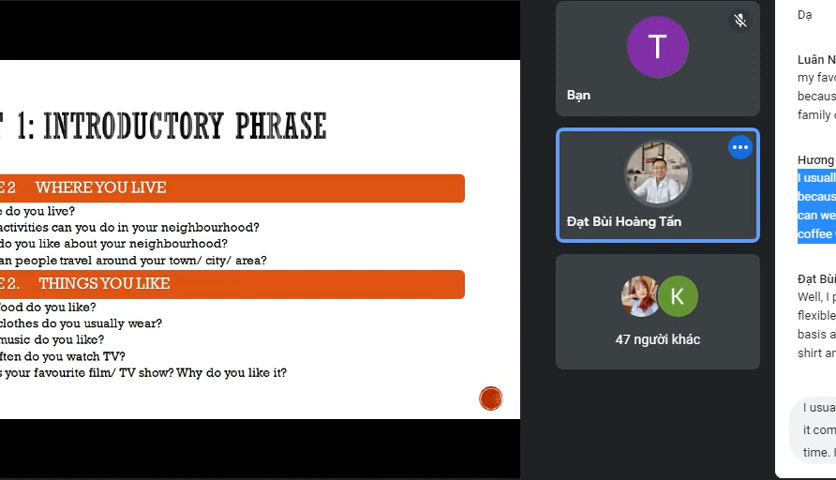 T 1: INTRODUCTORY PHRASE
E 2 WHERE YOU LIVE
e do you live?
activities can you do in your neighbourhood?
do you like about your neighbourhood?
an people travel around your town/ city/ area?
E 2. THINGS YOU LIKE
food do you like?
clothes do you usually wear?
music do you like?
ften do you watch TV?
s your favourite film/ TV show? Why do you like it?
T
Bạn
Đạt Bùi Hoàng Tấn
K
47 người khác
Dạ
Luân N
my favo
because
family o
Hương
I usuall
because
can we
coffee
Đạt Bùi
Well, I p
flexible
basis a
shirt an
I usua
it com
time. I